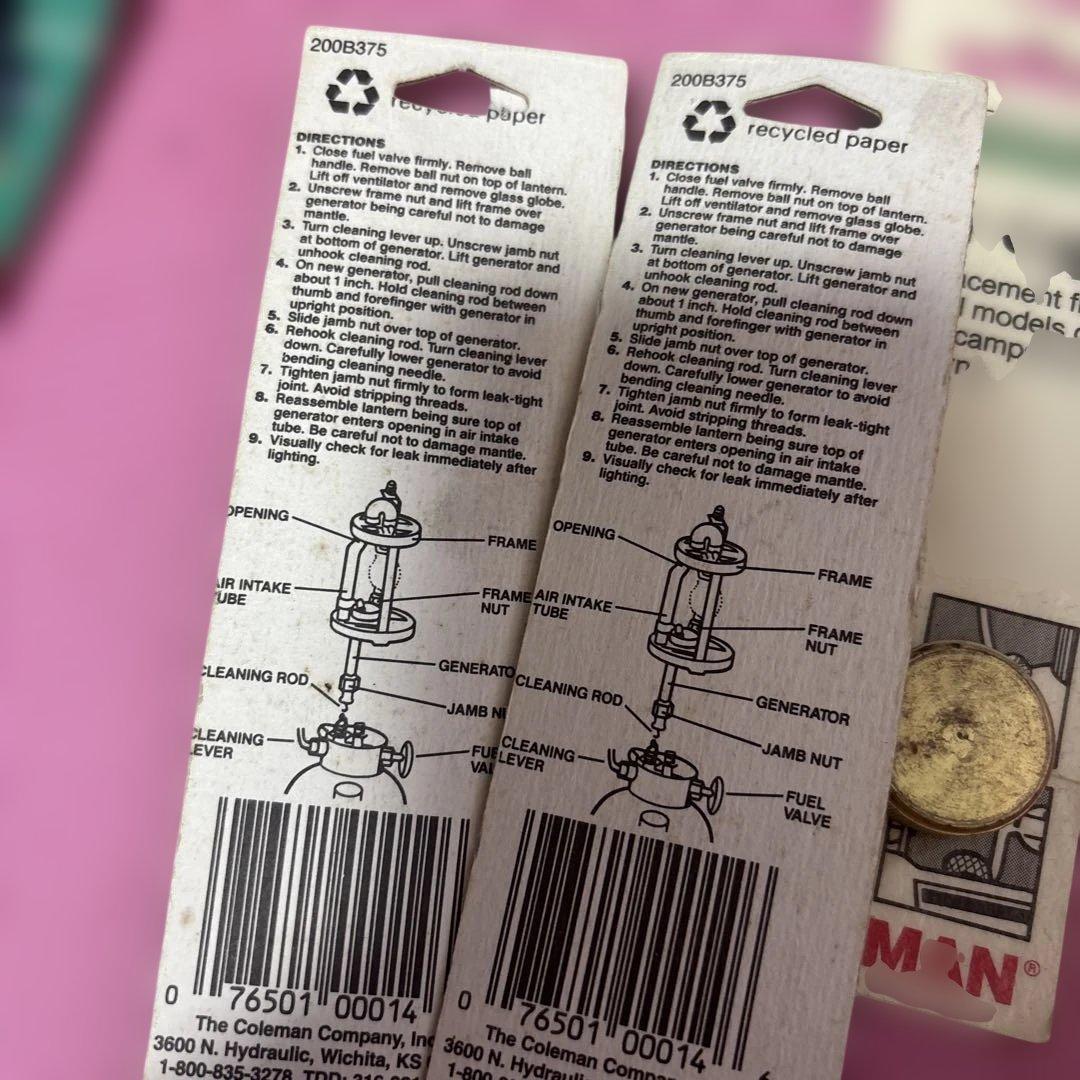 200B375
recycled paper
DIRECTIONS
1. Close fuel valve firmly. Remove ball
handle. Remove ball nut on top of lantern.
Lift off ventilator and remove glass globe.
2. Unscrew frame nut and lift frame over
generator being careful not to damage
mantle.
3. Turn cleaning lever up. Unscrew jamb nut
at bottom of generator. Lift generator and
unhook cleaning rod.
4. On new generator, pull cleaning rod down
about 1 inch. Hold cleaning rod between
thumb and forefinger with generator in
upright position.
5. Slide jamb nut over top of generator.
6. Rehook cleaning rod. Turn cleaning lever
down. Carefully lower generator to avoid
bending cleaning needle.
7. Tighten jamb nut firmly to form leak-tight
joint. Avoid stripping threads.
8. Reassemble lantern being sure top of
generator enters opening in air intake
tube. Be careful not to damage mantle.
9. Visually check for leak immediately after
lighting.
OPENING
FRAME
AIR INTAKE
TUBE
FRAME
NUT
GENERATO
CLEANING ROD
JAMB NU
CLEANING
LEVER
FUE
VAL
0 76501 00014
The Coleman Company, Inc
3600 N. Hydraulic, Wichita, KS
1-800-835-3278
200B375
recycled paper
DIRECTIONS
1. Close fuel valve firmly. Remove ball
handle. Remove ball nut on top of lantern.
Lift off ventilator and remove glass globe.
2. Unscrew frame nut and lift frame over
generator being careful not to damage
mantle.
3. Turn cleaning lever up. Unscrew jamb nut
at bottom of generator. Lift generator and
unhook cleaning rod.
4. On new generator, pull cleaning rod down
about 1 inch. Hold cleaning rod between
thumb and forefinger with generator in
upright position.
5. Slide jamb nut over top of generator.
6. Rehook cleaning rod. Turn cleaning lever
down. Carefully lower generator to avoid
bending cleaning needle.
7. Tighten jamb nut firmly to form leak-tight
joint. Avoid stripping threads.
8. Reassemble lantern being sure top of
generator enters opening in air intake
tube. Be careful not to damage mantle.
9. Visually check for leak immediately after
lighting.
OPENING
FRAME
AIR INTAKE
TUBE
FRAME
NUT
CLEANING ROD
GENERATOR
JAMB NUT
CLEANING
LEVER
FUEL
VALVE
0 76501 00014
The Coleman Compa
3600 N. Hydraulic
1-800
models
camp
MAN®